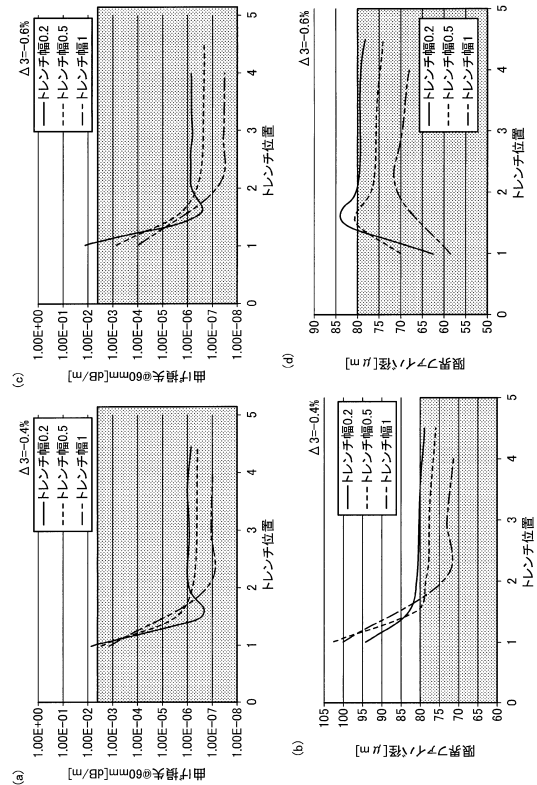 (a)
Δ3=-0.4%
トレンチ幅0.2
トレンチ幅0.5
トレンチ幅1
1.00E+00
1.00E-01
1.00E-02
1.00E-03
1.00E-04
1.00E-05
1.00E-06
1.00E-07
1.00E-08
曲げ損失@60mm[dB/m]
0 1 2 3 4 5
トレンチ位置
(c)
Δ3=-0.6%
トレンチ幅0.2
トレンチ幅0.5
トレンチ幅1
1.00E+00
1.00E-01
1.00E-02
1.00E-03
1.00E-04
1.00E-05
1.00E-06
1.00E-07
1.00E-08
曲げ損失@60mm[dB/m]
0 1 2 3 4 5
トレンチ位置
(b)
Δ3=-0.4%
トレンチ幅0.2
トレンチ幅0.5
トレンチ幅1
105
100
95
90
85
80
75
70
65
60
限界ファイバ径[μm]
0 1 2 3 4 5
トレンチ位置
(d)
Δ3=-0.6%
トレンチ幅0.2
トレンチ幅0.5
トレンチ幅1
90
85
80
75
70
65
60
55
50
限界ファイバ径[μm]
0 1 2 3 4 5
トレンチ位置